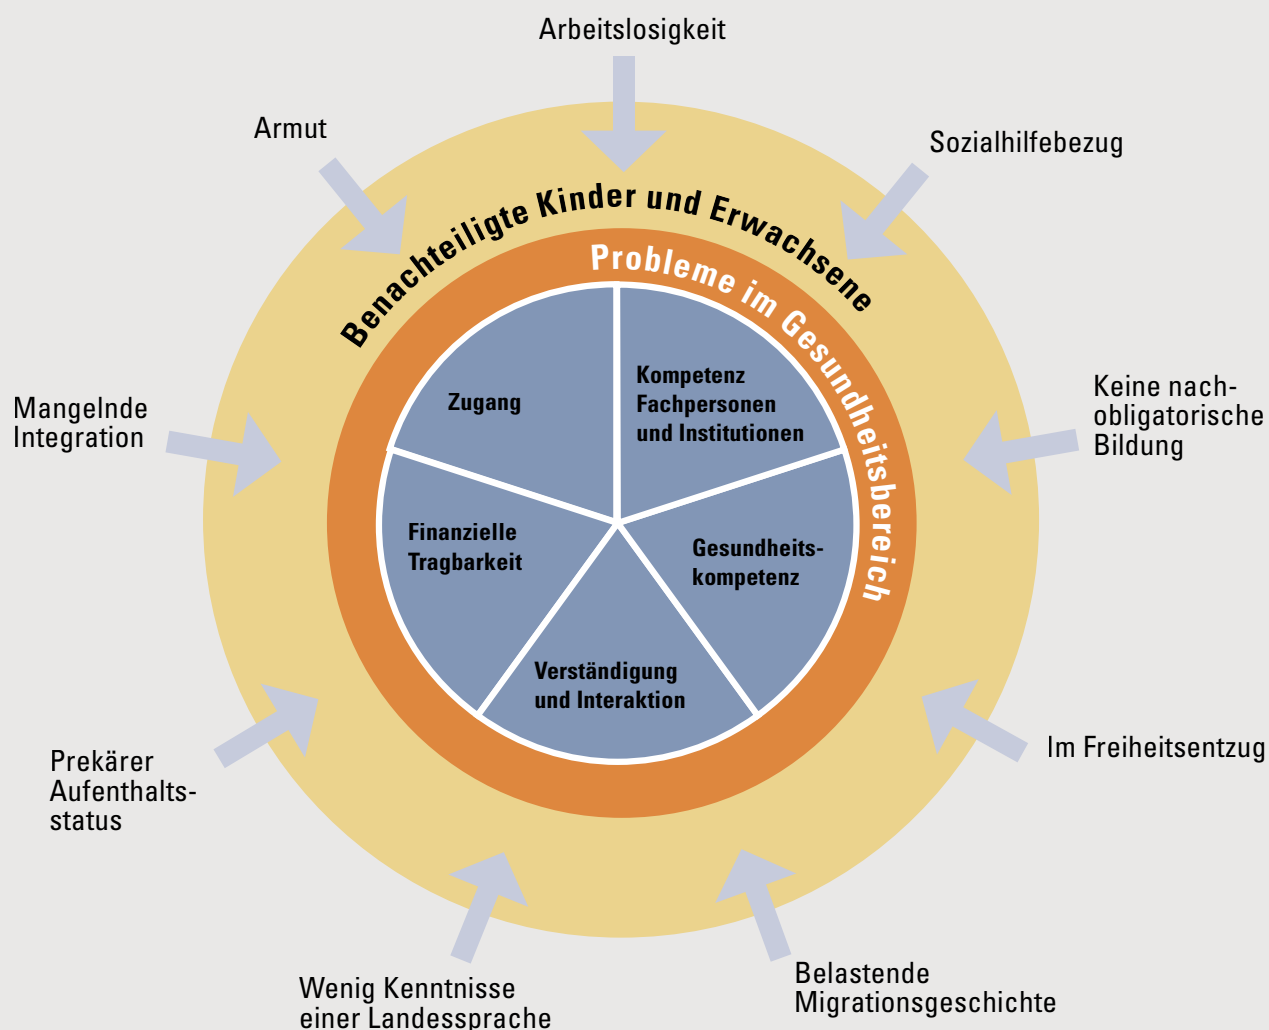 Arbeitslosigkeit
Armut
Sozialhilfebezug
Benachteiligte Kinder und Erwachsene
Probleme im Gesundheitsbereich
Zugang
Kompetenz
Fachpersonen
und Institutionen
Mangelnde
Integration
Keine nach-
obligatorische
Bildung
Finanzielle
Tragbarkeit
Gesundheits-
kompetenz
Verständigung
und Interaktion
Prekärer
Aufenthalts-
status
Im Freiheitsentzug
Wenig Kenntnisse
einer Landessprache
Belastende
Migrationsgeschichte